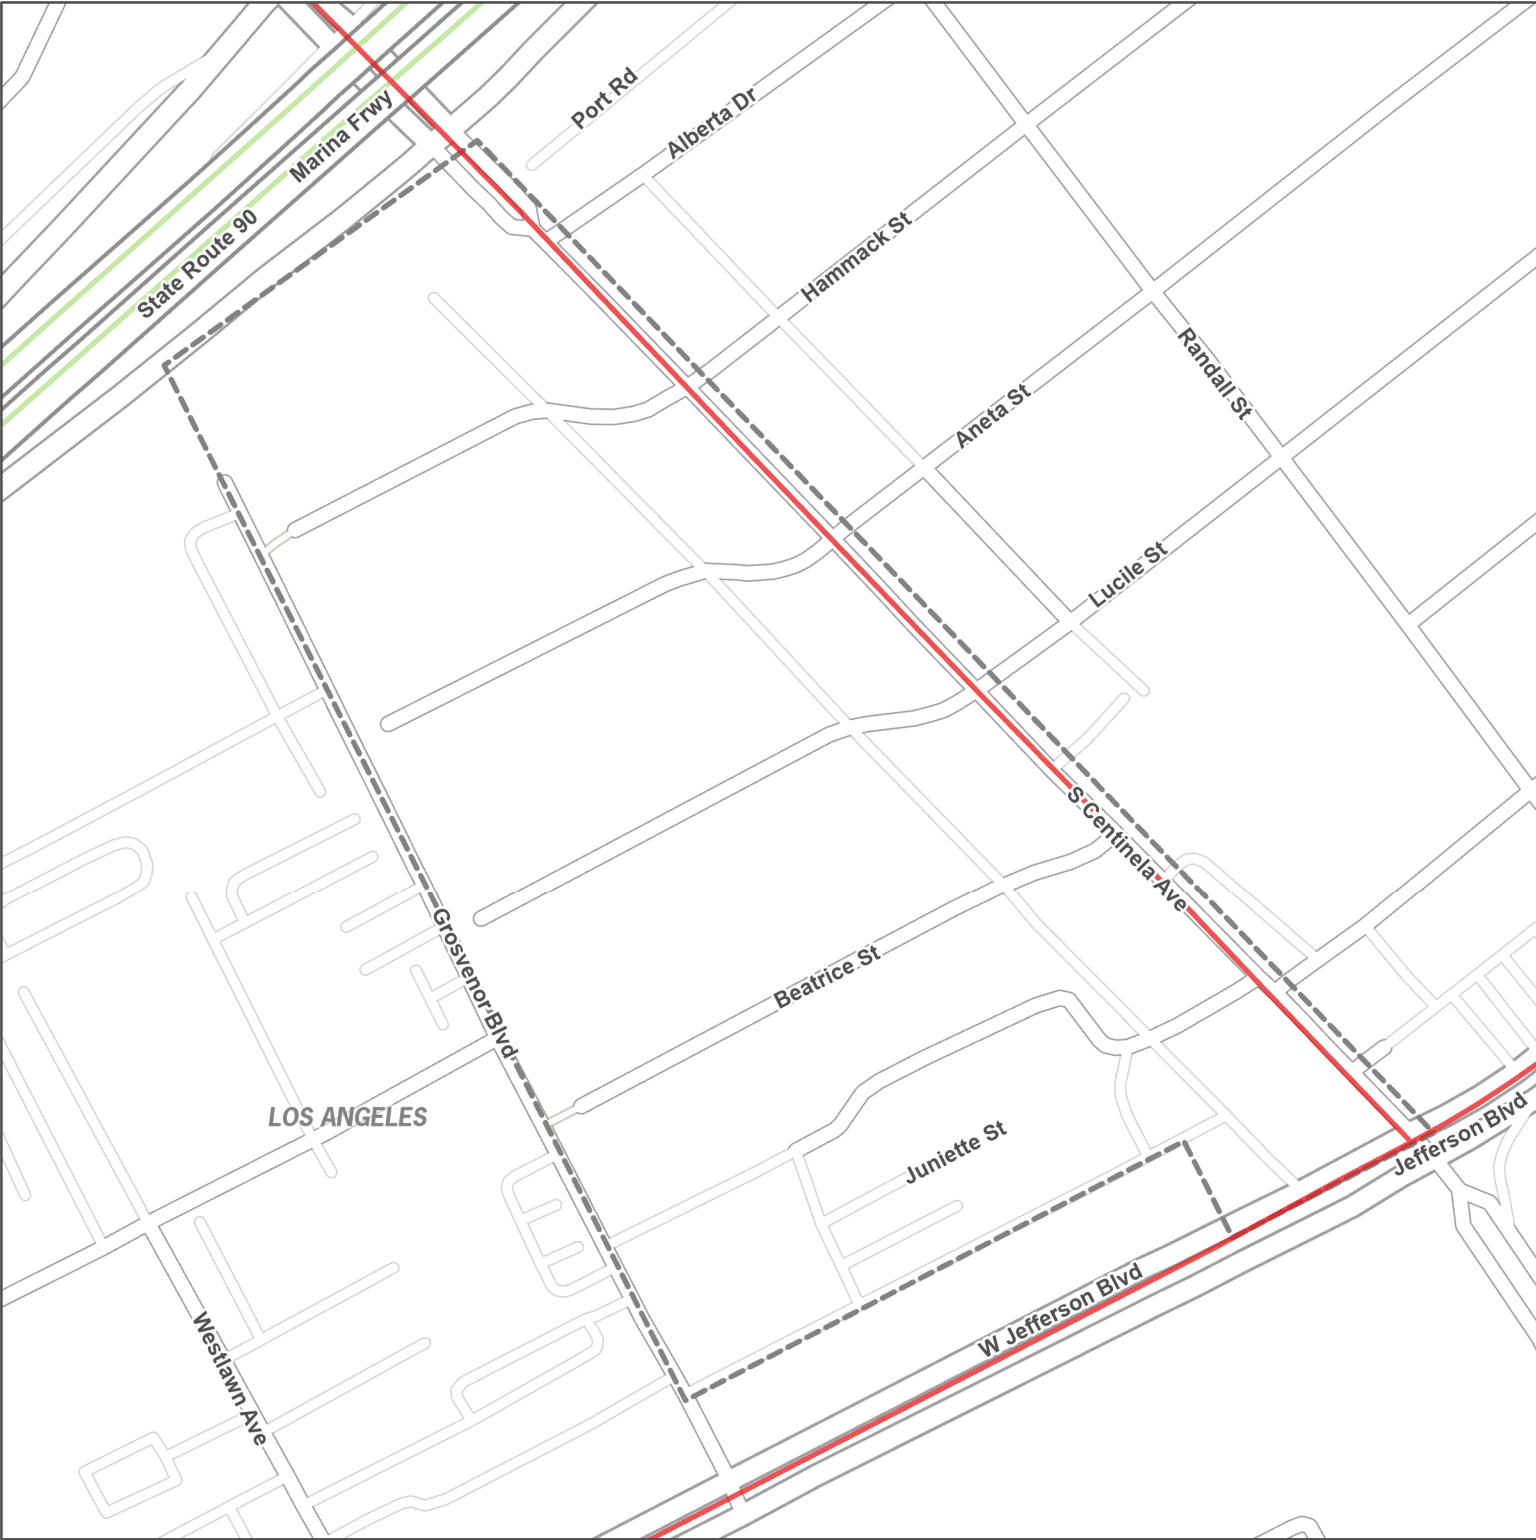 Port Rd
Alberta Dr
Marina Frwy
State Route 90
Hammack St
Aneta St
Randall St
Lucile St
S Centinela Ave
Grosvenor Blvd
Beatrice St
LOS ANGELES
Juniette St
Jefferson Blvd
W Jefferson Blvd
Westlawn Ave